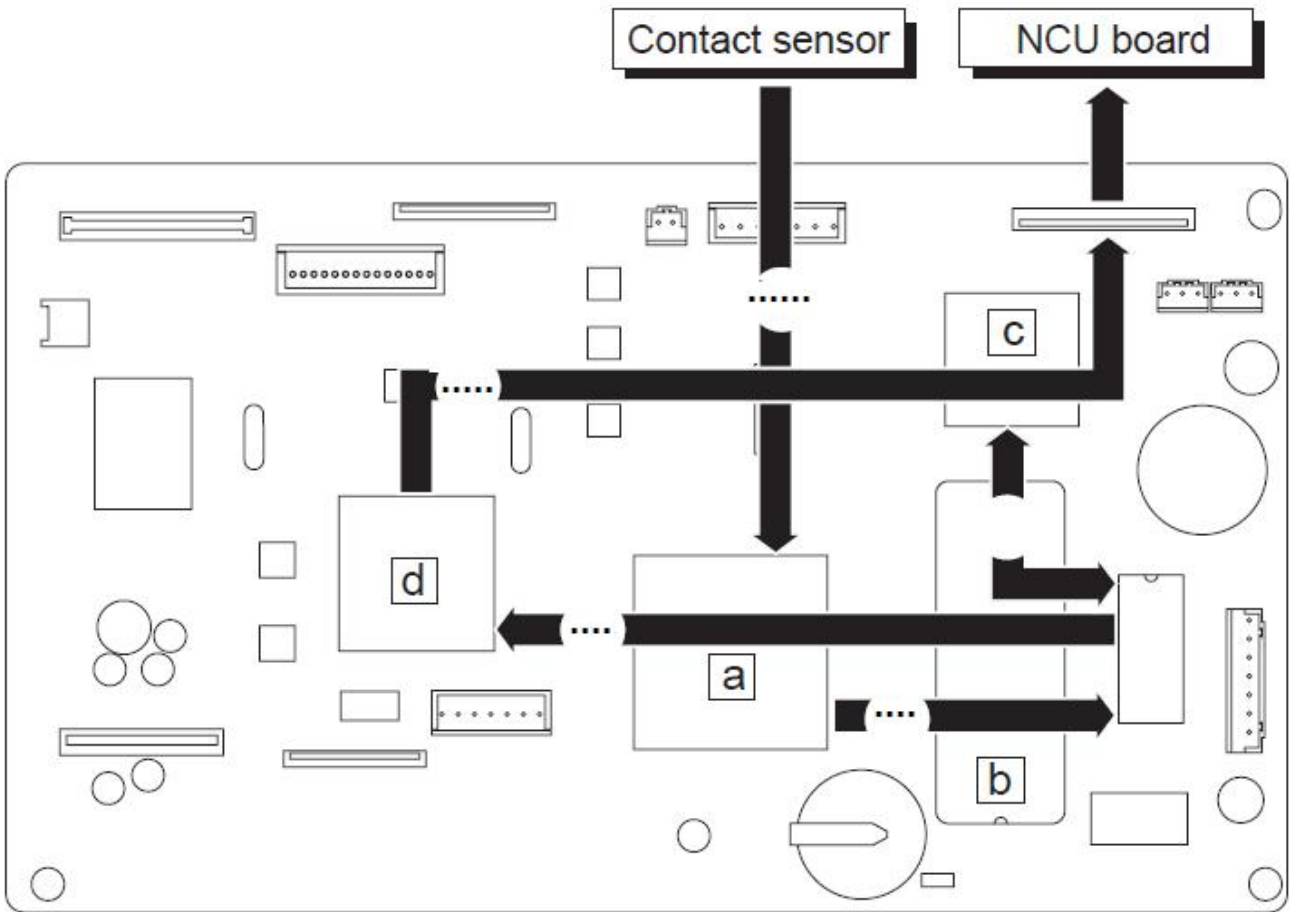 Contact sensor
NCU board
......
c
.....
d
....
a
....
b